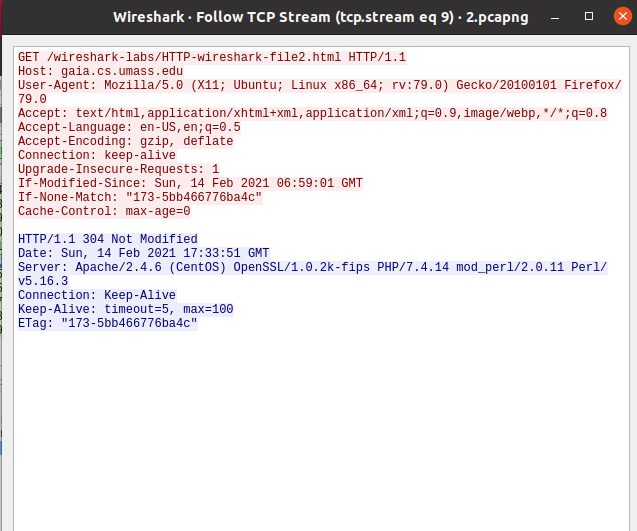 Wireshark · Follow TCP Stream (tcp.stream eq 9) · 2.pcapng
GET /wireshark-labs/HTTP-wireshark-file2.html HTTP/1.1
Host: gaia.cs.umass.edu
User-Agent: Mozilla/5.0 (X11; Ubuntu; Linux x86_64; rv:79.0) Gecko/20100101 Firefox/
79.0
Accept: text/html,application/xhtml+xml,application/xml;q=0.9,image/webp,*/*;q=0.8
Accept-Language: en-US,en;q=0.5
Accept-Encoding: gzip, deflate
Connection: keep-alive
Upgrade-Insecure-Requests: 1
If-Modified-Since: Sun, 14 Feb 2021 06:59:01 GMT
If-None-Match: "173-5bb466776ba4c"
Cache-Control: max-age=0

HTTP/1.1 304 Not Modified
Date: Sun, 14 Feb 2021 17:33:51 GMT
Server: Apache/2.4.6 (CentOS) OpenSSL/1.0.2k-fips PHP/7.4.14 mod_perl/2.0.11 Perl/
v5.16.3
Connection: Keep-Alive
Keep-Alive: timeout=5, max=100
ETag: "173-5bb466776ba4c"